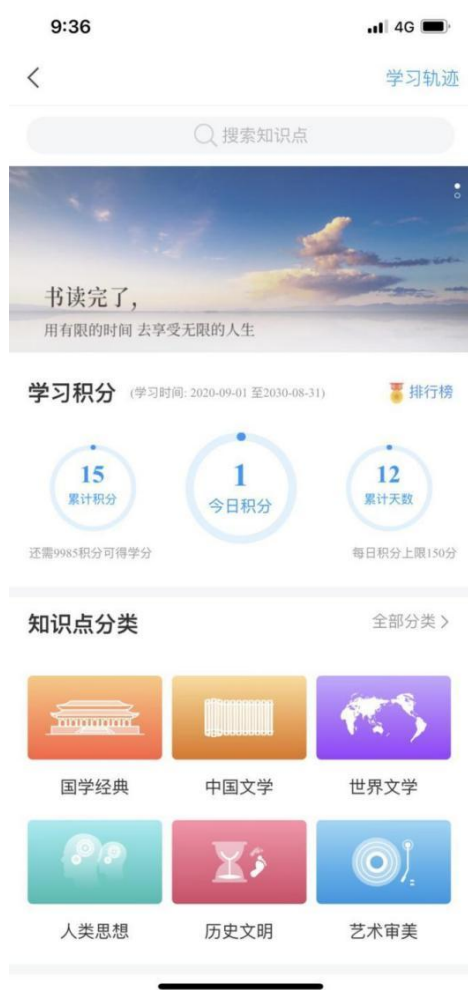 9:36
4G
学习轨迹
搜索知识点
书读完了,
用有限的时间 去享受无限的人生
学习积分 (学习时间: 2020-09-01 至2030-08-31) 排行榜
15
累计积分
1
今日积分
12
累计天数
还需9985积分可得学分
每日积分上限150分
知识点分类
全部分类
国学经典
中国文学
世界文学
人类思想
历史文明
艺术审美